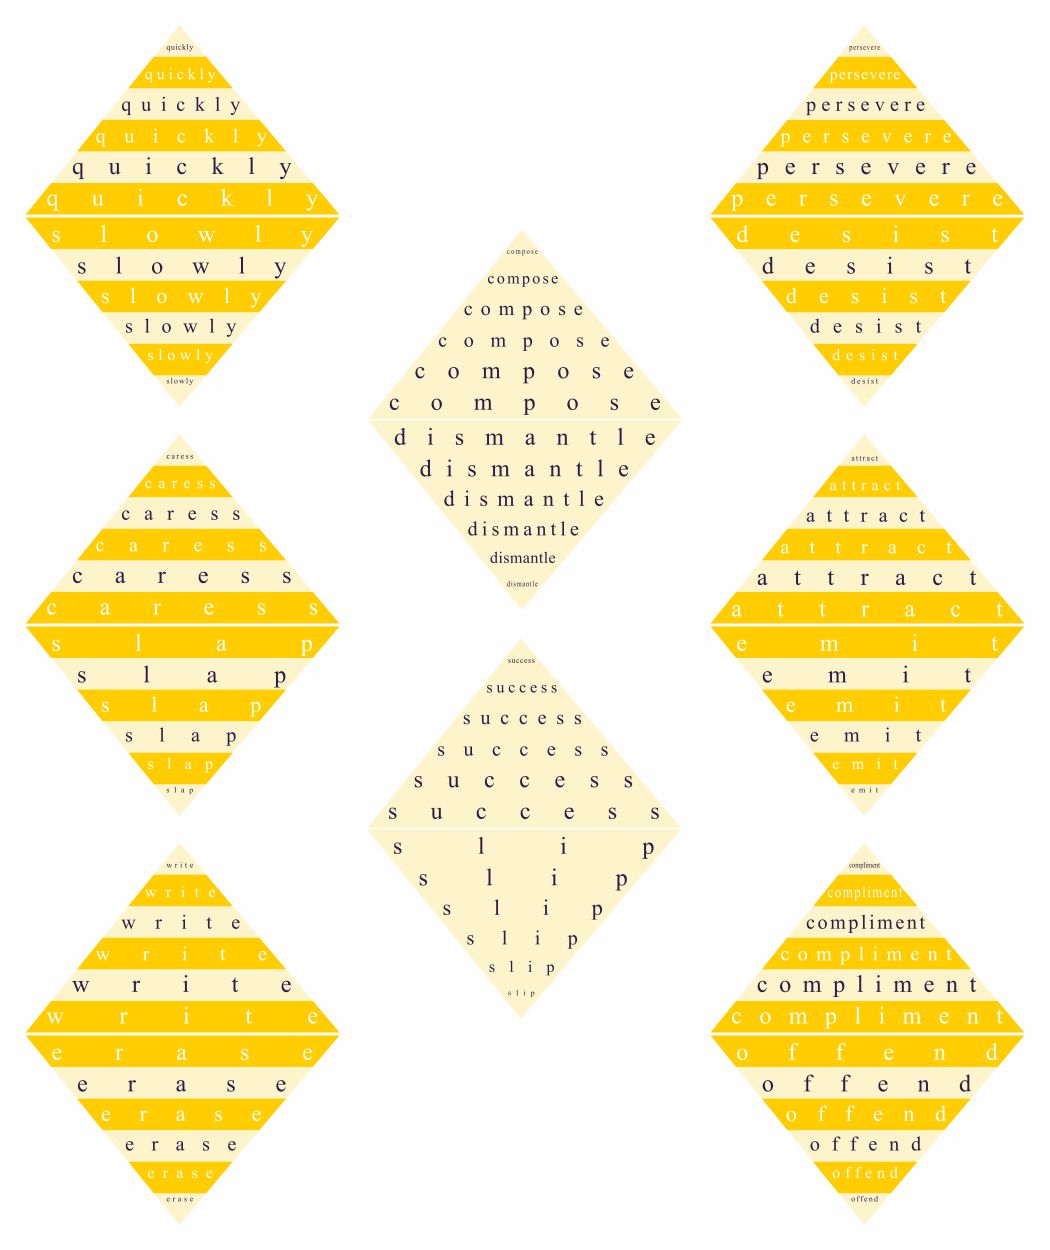 quickly
quickly
quickly
quickly
quickly
quickly
slowly
slowly
slowly
slowly
slowly
slowly
caress
caress
caress
caress
caress
caress
slap
slap
slap
slap
slap
slap
write
write
write
write
write
write
erase
erase
erase
erase
erase
erase
compose
compose
compose
compose
compose
compose
dismantle
dismantle
dismantle
dismantle
dismantle
dismantle
success
success
success
success
success
success
slip
slip
slip
slip
slip
slip
persevere
persevere
persevere
persevere
persevere
persevere
desist
desist
desist
desist
desist
desist
attract
attract
attract
attract
attract
attract
emit
emit
emit
emit
emit
emit
compliment
compliment
compliment
compliment
compliment
compliment
offend
offend
offend
offend
offend
offend